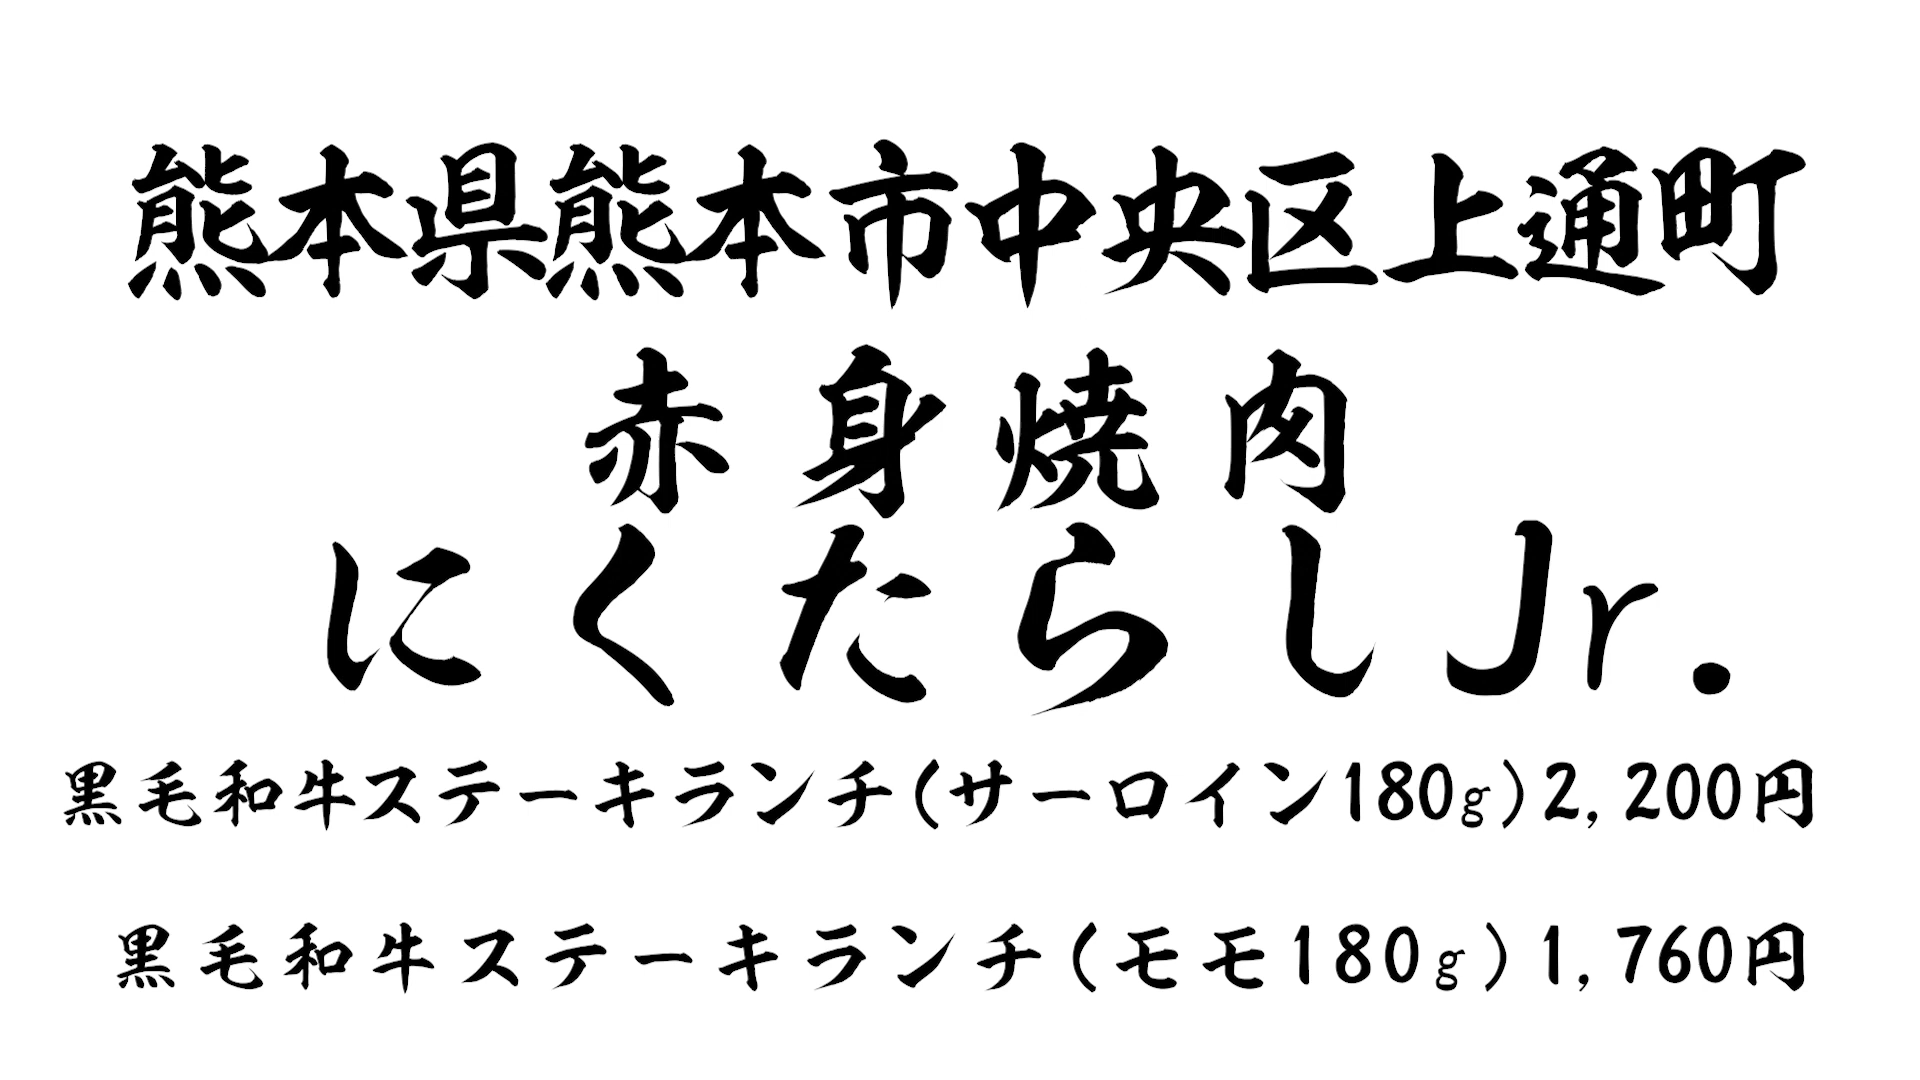 熊本県熊本市中央区上通町
赤身焼肉
にくたらしJr.
黒毛和牛ステーキランチ(サーロイン180g)2,200円
黒毛和牛ステーキランチ(モモ180g)1,760円